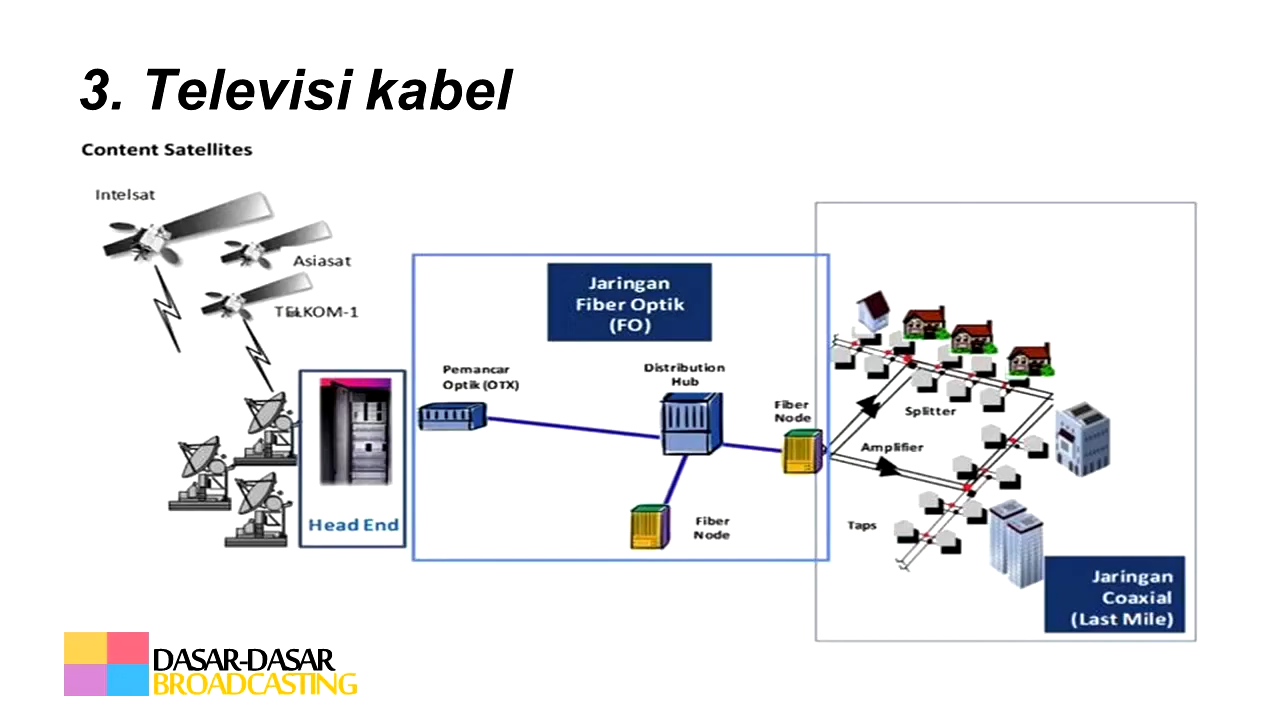 3. Televisi kabel
Content Satellites
Intelsat
Asiasat
TELKOM-1
Head End
Jaringan
Fiber Optik
(FO)
Pemancar
Optik (OTX)
Distribution
Hub
Fiber
Node
Fiber
Node
Splitter
Amplifier
Taps
Jaringan
Coaxial
(Last Mile)
DASAR-DASAR
BROADCASTING